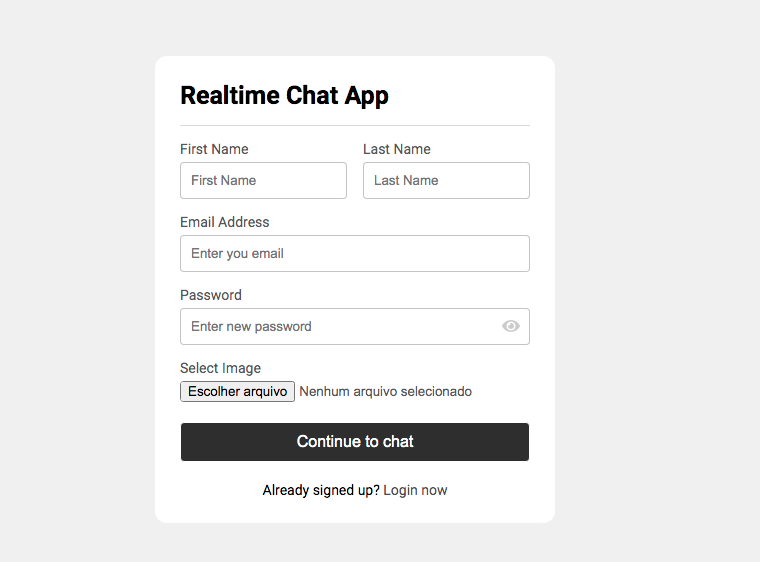 Realtime Chat App
First Name Last Name
First Name Last Name
Email Address
Enter you email
Password
Enter new password
Select Image
Escolher arquivo Nenhum arquivo selecionado
Continue to chat
Already signed up? Login now